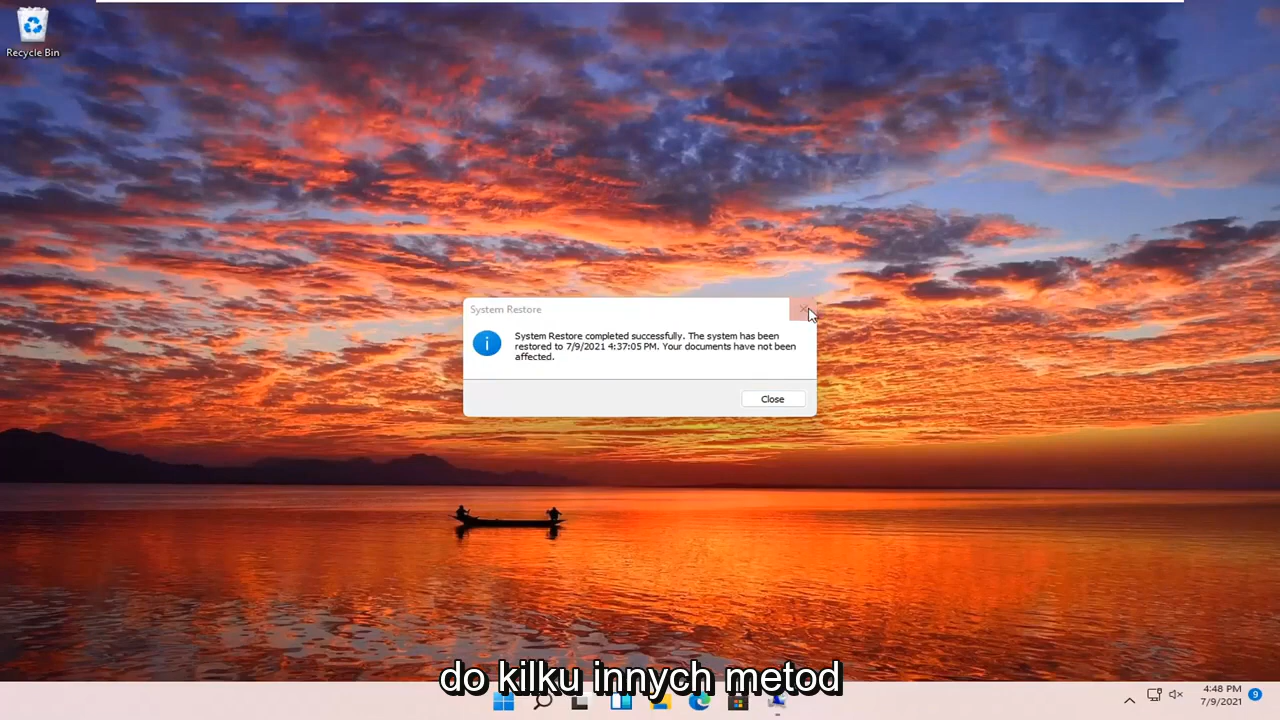 Recycle Bin
System Restore
System Restore completed successfully. The system has been
restored to 7/9/2021 4:37:05 PM. Your documents have not been
affected.
Close
do kilku innych metod
4:48 PM
7/9/2021
9